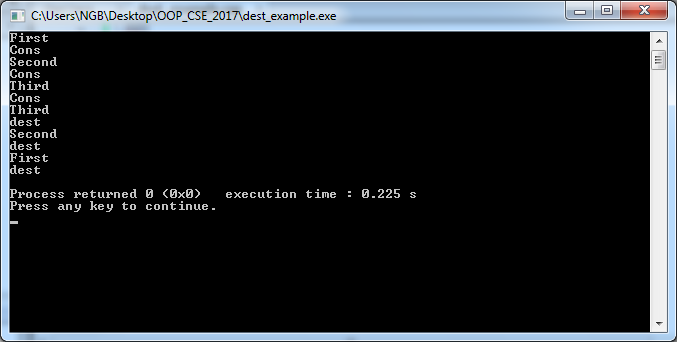 C:\Users\NGB\Desktop\OOP_CSE_2017\dest_example.exe
First
Cons
Second
Cons
Third
Cons
Third
dest
Second
dest
First
dest
Process returned 0 (0x0)   execution time : 0.225 s
Press any key to continue.